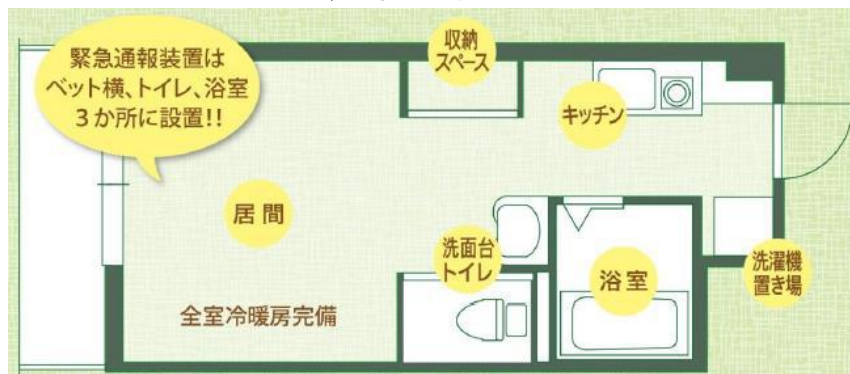 緊急通報装置は
ベット横、トイレ、浴室
3か所に設置!!
収納
スペース
キッチン
居間
洗面台
トイレ
浴室
洗濯機
置き場
全室冷暖房完備